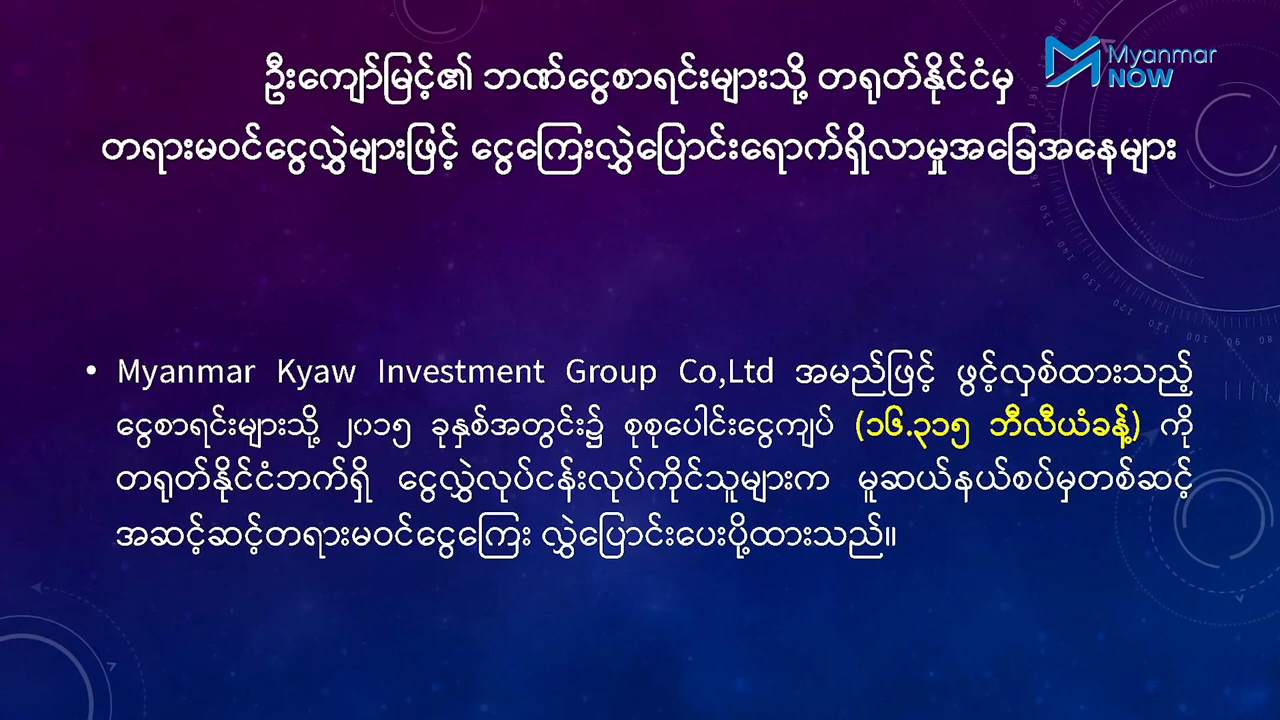 Myanmar
NOW
ဦးကျော်မြင့်၏ ဘဏ်ငွေစာရင်းများသို့ တရုတ်နိုင်ငံမှ
တရားမဝင်ငွေလွှဲများဖြင့် ငွေကြေးလွှဲပြောင်းရောက်ရှိလာမှုအခြေအနေများ
• Myanmar Kyaw Investment Group Co,Ltd အမည်ဖြင့် ဖွင့်လှစ်ထားသည့်
ငွေစာရင်းများသို့ ၂၀၁၅ ခုနှစ်အတွင်း၌ စုစုပေါင်းငွေကျပ် (၁၆.၃၁၅ ဘီလီယံခန့်) ကို
တရုတ်နိုင်ငံဘက်ရှိ ငွေလွှဲလုပ်ငန်းလုပ်ကိုင်သူများက မူဆယ်နယ်စပ်မှတစ်ဆင့်
အဆင့်ဆင့်တရားမဝင်ငွေကြေး လွှဲပြောင်းပေးပို့ထားသည်။